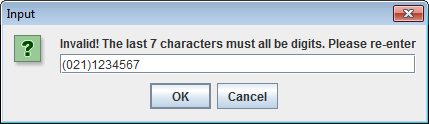 Input
Invalid! The last 7 characters must all be digits. Please re-enter
(021)1234567
OK Cancel